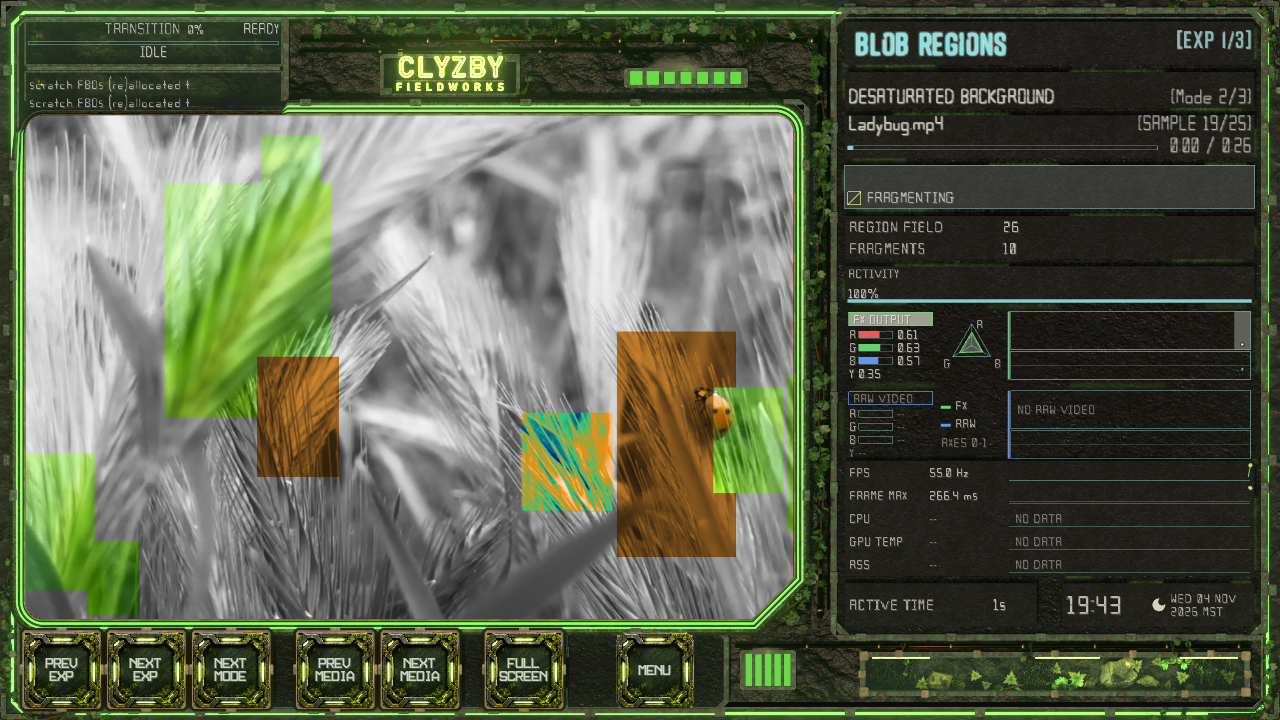 TRANSITION 0% READY
IDLE
scratch FBOs (re)allocated t
scratch FBOs (re)allocated t
CLYZBY
FIELDWORKS
BLOB REGIONS [EXP 1/3]
DESATURATED BACKGROUND [Mode 2/3]
Ladybug.mp4 [SAMPLE 19/25]
0:00 / 0:26
FRAGMENTING
REGION FIELD 26
FRAGMENTS 10
ACTIVITY
100%
FX OUTPUT
R 0.61
G 0.63
B 0.57
Y 0.35
R
G B
RAW VIDEO
R --
G --
B --
Y --
FX
RAW
AXES 0-1
NO RAW VIDEO
FPS 55.0 Hz
FRAME MAX 266.4 ms
CPU -- NO DATA
GPU TEMP -- NO DATA
RSS -- NO DATA
ACTIVE TIME 1s
19:43
WED 04 NOV
2026 MST
PREV
EXP
NEXT
EXP
NEXT
MODE
PREV
MEDIA
NEXT
MEDIA
FULL
SCREEN
MENU